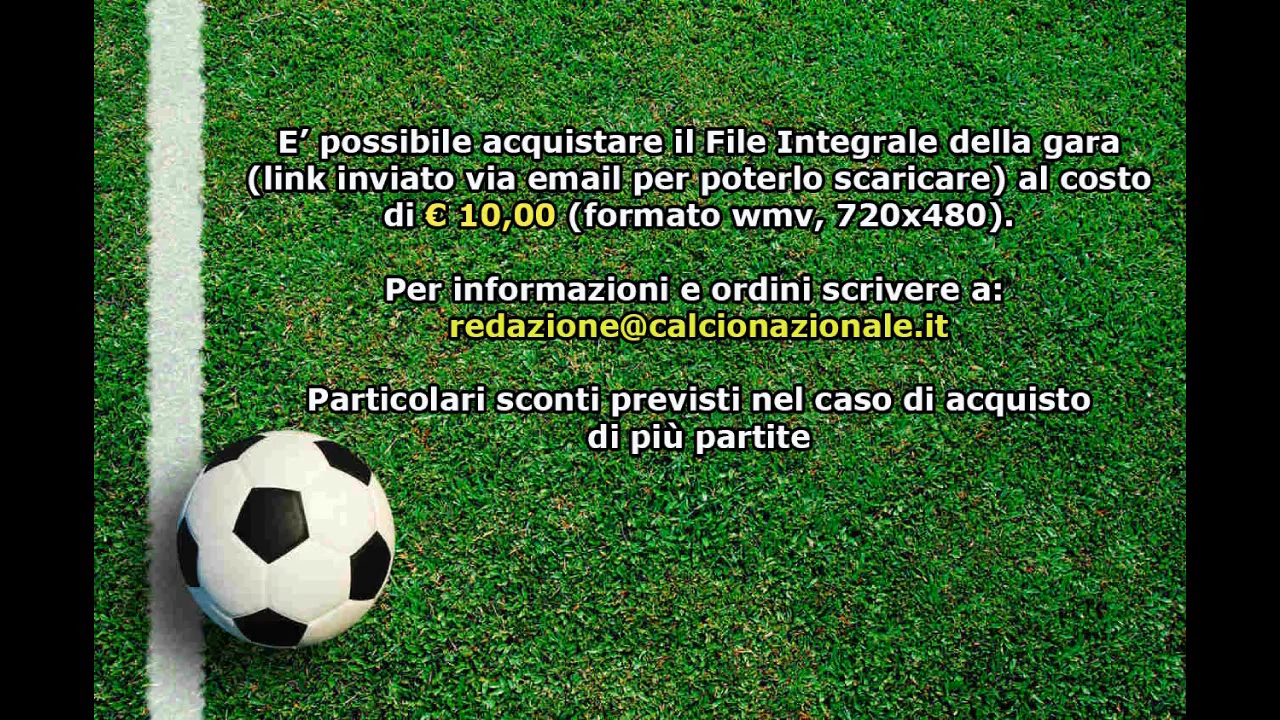 E’ possibile acquistare il File Integrale della gara
(link inviato via email per poterlo scaricare) al costo
di € 10,00 (formato wmv, 720x480).
Per informazioni e ordini scrivere a:
redazione@calcionazionale.it
Particolari sconti previsti nel caso di acquisto
di più partite